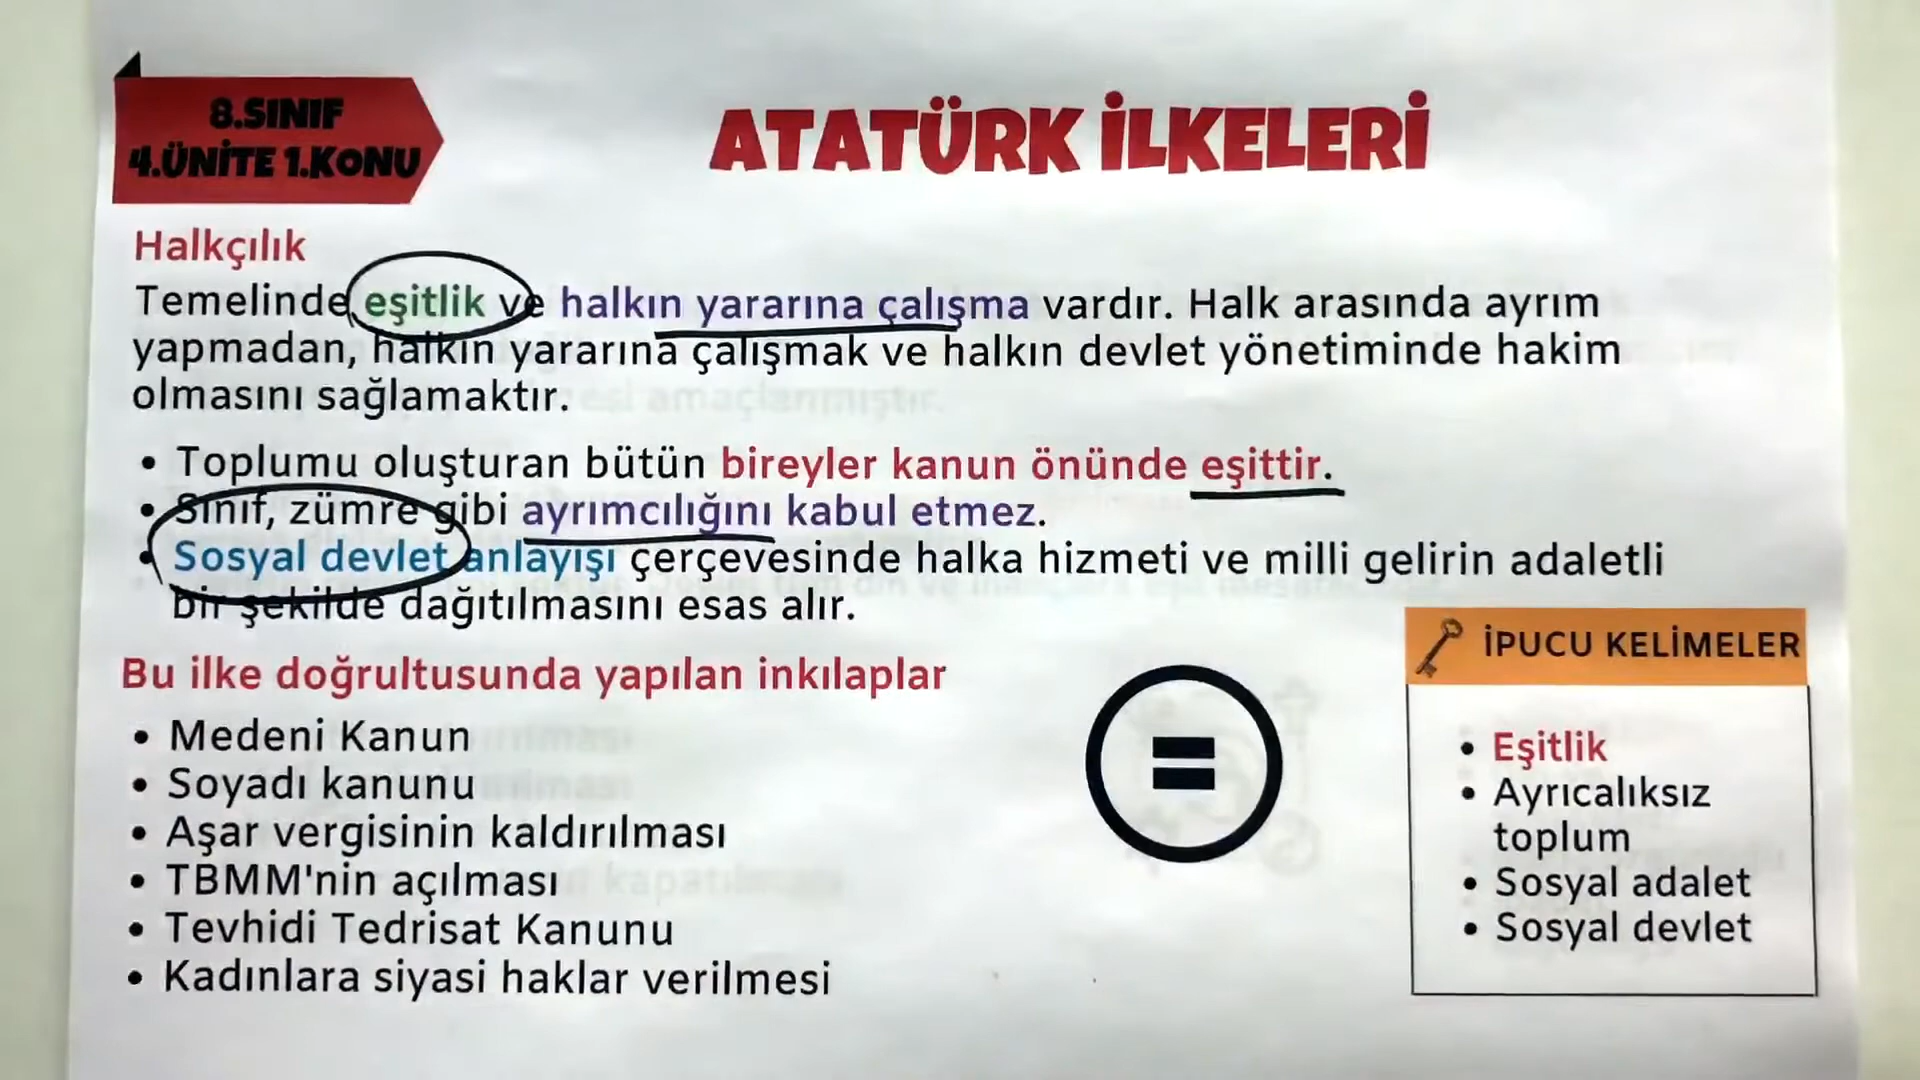 8.SINIF
4.ÜNİTE 1.KONU
ATATÜRK İLKELERİ
Halkçılık
Temelinde eşitlik ve halkın yararına çalışma vardır. Halk arasında ayrım
yapmadan, halkın yararına çalışmak ve halkın devlet yönetiminde hakim
olmasını sağlamaktır.
• Toplumu oluşturan bütün bireyler kanun önünde eşittir.
• Sınıf, zümre gibi ayrımcılığını kabul etmez.
• Sosyal devlet anlayışı çerçevesinde halka hizmeti ve milli gelirin adaletli
bir şekilde dağıtılmasını esas alır.
Bu ilke doğrultusunda yapılan inkılaplar
• Medeni Kanun
• Soyadı kanunu
• Aşar vergisinin kaldırılması
• TBMM'nin açılması
• Tevhidi Tedrisat Kanunu
• Kadınlara siyasi haklar verilmesi
=
İPUCU KELİMELER
• Eşitlik
• Ayrıcalıksız
toplum
• Sosyal adalet
• Sosyal devlet